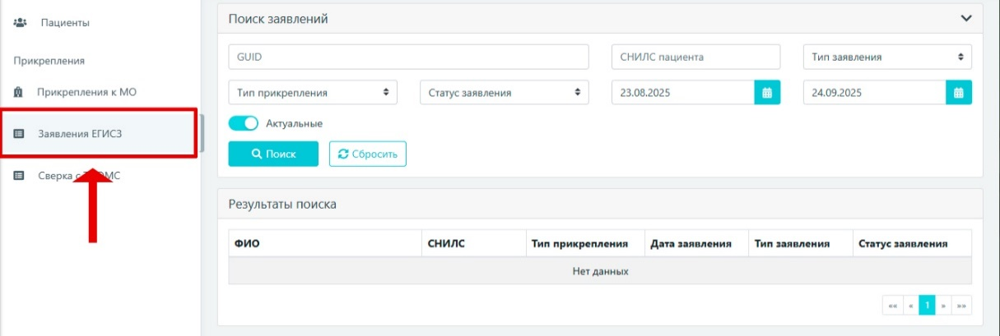 Пациенты
Прикрепления
Прикрепления к МО
Заявления ЕГИСЗ
Сверка с
Поиск заявлений
GUID
СНИЛС пациента
Тип заявления
Тип прикрепления
Статус заявления
23.08.2025
24.09.2025
Актуальные
Поиск
Сбросить
Результаты поиска
ФИО СНИЛС Тип прикрепления Дата заявления Тип заявления Статус заявления
Нет данных
«« « 1 » »»